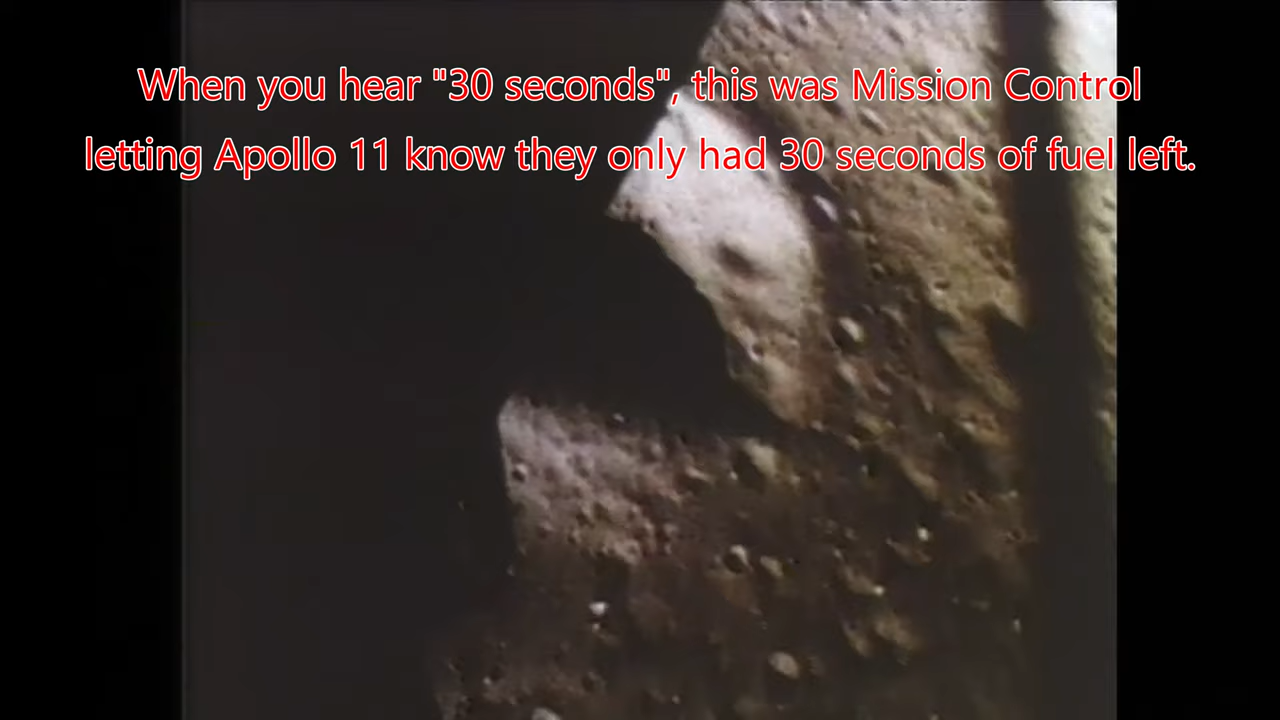 When you hear "30 seconds", this was Mission Control
letting Apollo 11 know they only had 30 seconds of fuel left.